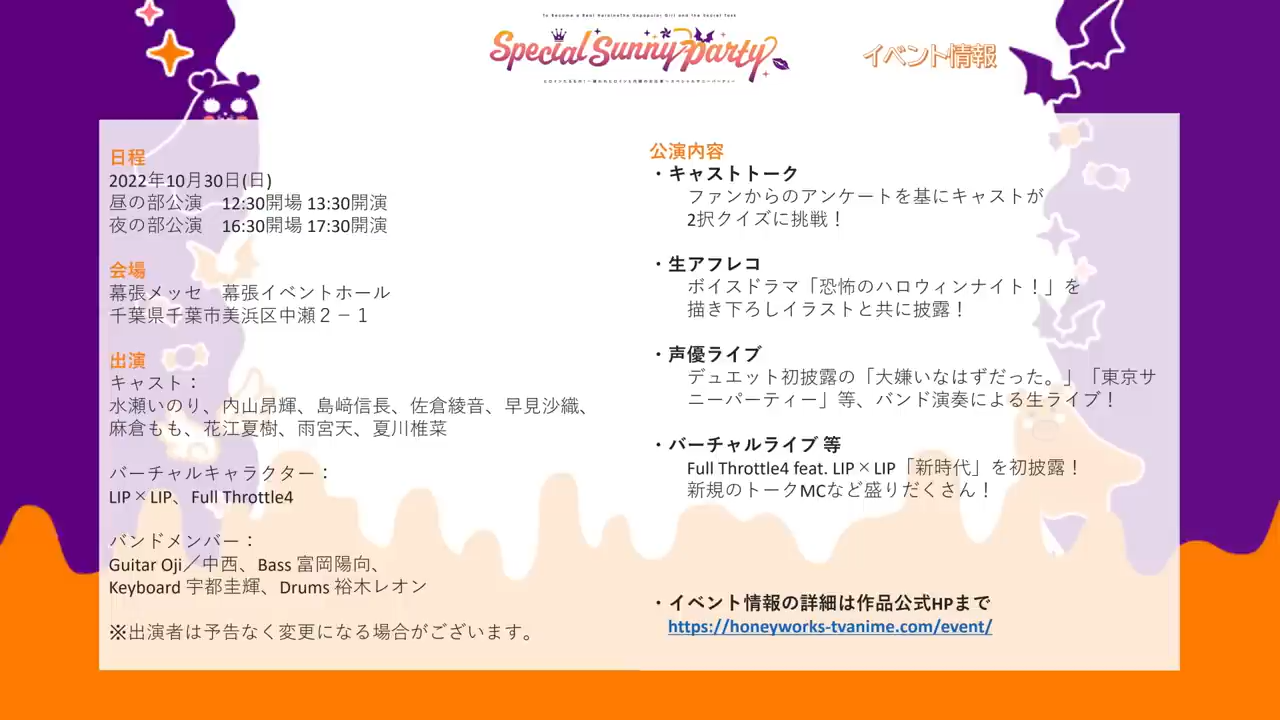 To Become a Real Heroine The Unpopular Girl and the Secret Task
Special Sunny Party
イベント情報
日程
2022年10月30日(日)
昼の部公演　12:30開場 13:30開演
夜の部公演　16:30開場 17:30開演
会場
幕張メッセ　幕張イベントホール
千葉県千葉市美浜区中瀬２－１
出演
キャスト：
水瀬いのり、内山昂輝、島﨑信長、佐倉綾音、早見沙織、
麻倉もも、花江夏樹、雨宮天、夏川椎菜
バーチャルキャラクター：
LIP×LIP、Full Throttle4
バンドメンバー：
Guitar Oji／中西、Bass 富岡陽向、
Keyboard 宇都圭輝、Drums 裕木レオン
※出演者は予告なく変更になる場合がございます。
公演内容
・キャストトーク
ファンからのアンケートを基にキャストが
2択クイズに挑戦！
・生アフレコ
ボイスドラマ「恐怖のハロウィンナイト！」を
描き下ろしイラストと共に披露！
・声優ライブ
デュエット初披露の「大嫌いなはずだった。」「東京サ
ニーパーティー」等、バンド演奏による生ライブ！
・バーチャルライブ 等
Full Throttle4 feat. LIP×LIP「新時代」を初披露！
新規のトークMCなど盛りだくさん！
・イベント情報の詳細は作品公式HPまで
https://honeyworks-tvanime.com/event/